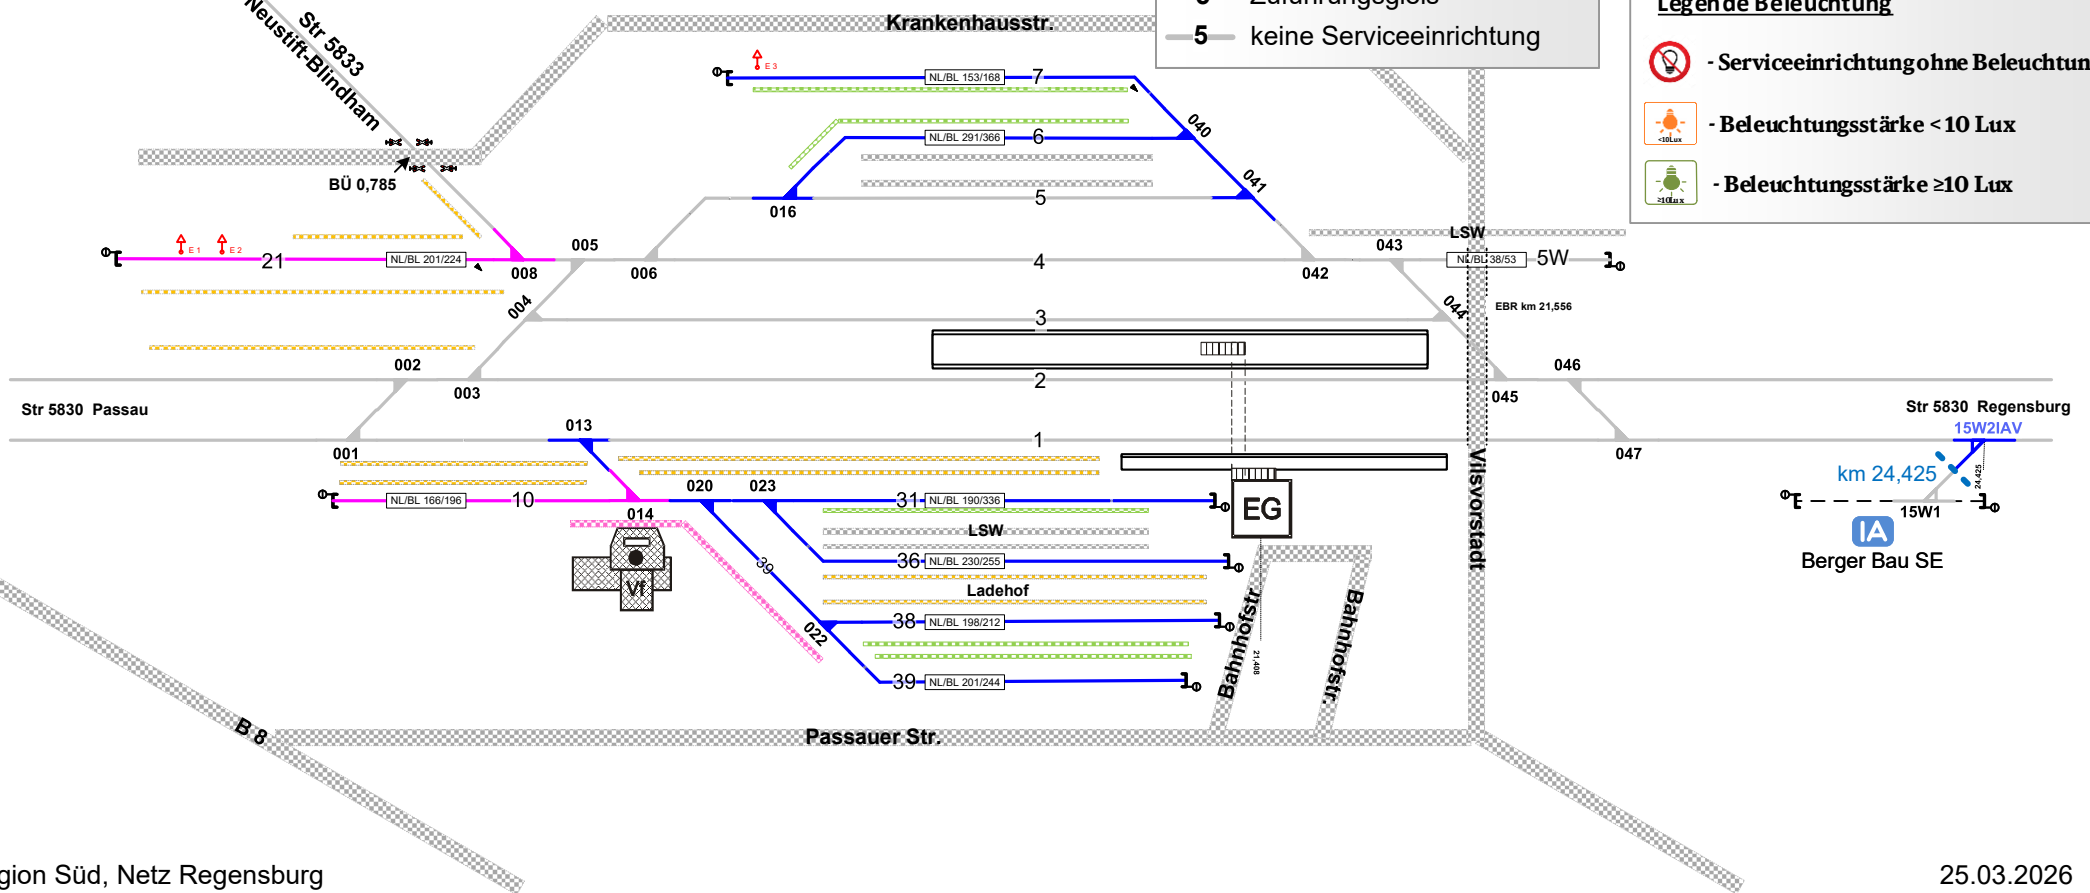 Str 5833
Neustift-Blindham
Krankenhausstr.
5 keine Serviceeinrichtung
Legende Beleuchtung
- Serviceeinrichtung ohne Beleuchtun
<10Lux
- Beleuchtungsstärke < 10 Lux
≥10Lux
- Beleuchtungsstärke ≥10 Lux
E 3
NL/BL 153/168
7
040
NL/BL 291/366
6
BÜ 0,785
041
016
5
LSW
E 1
E 2
21
NL/BL 201/224
008
005
006
4
042
043
NL/BL 38/53
5W
004
3
044
EBR km 21,556
002
003
2
045
046
Str 5830 Passau
Str 5830 Regensburg
15W2IAV
013
001
1
047
km 24,425
24,425
NL/BL 166/196
10
014
020
023
31
NL/BL 190/336
EG
Vilsvorstadt
15W1
IA
Berger Bau SE
LSW
39
36
NL/BL 230/255
Vf
Ladehof
022
38
NL/BL 198/212
Bahnhofstr.
21,408
Bahnhofstr.
39
NL/BL 201/244
B 8
Passauer Str.
gion Süd, Netz Regensburg
25.03.2026